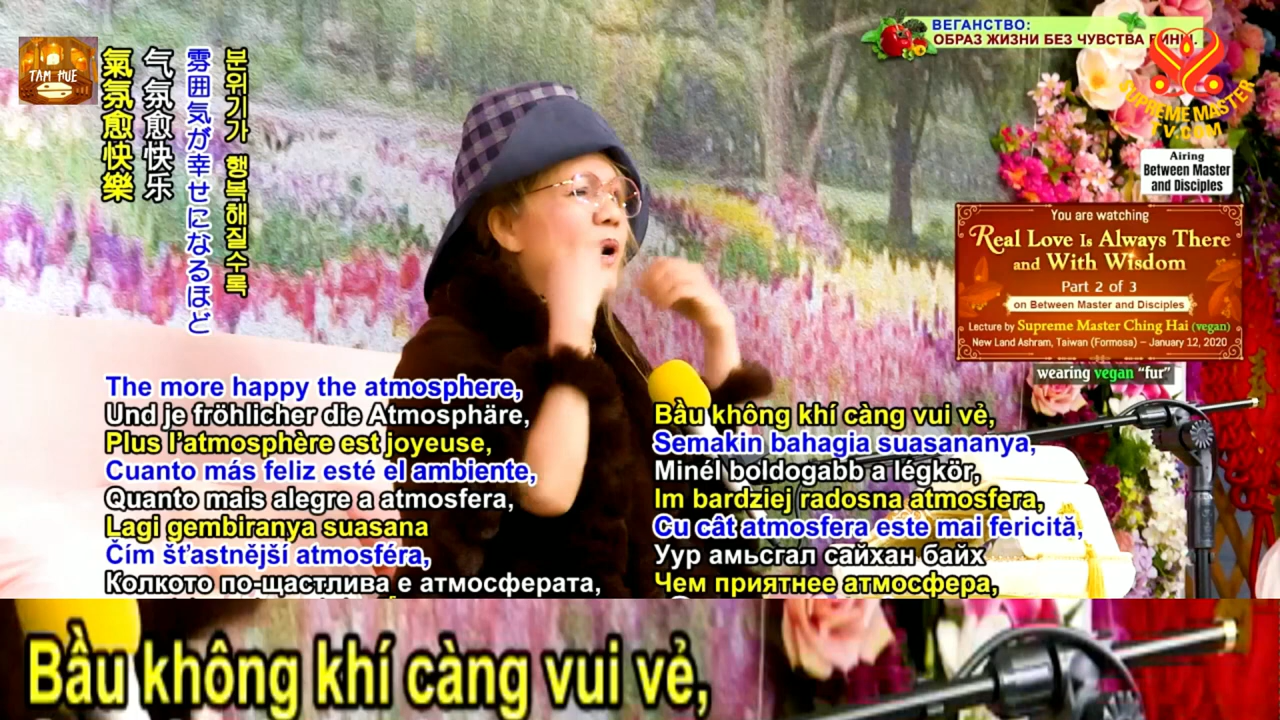 TAM HUE
氣氛愈快樂
气氛愈快乐
雰囲気が幸せになるほど
분위기가 행복해질수록
ВЕГАНСТВО:
ОБРАЗ ЖИЗНИ БЕЗ ЧУВСТВА ВИНЫ.
SUPREME MASTER
TV.COM
Airing
Between Master
and Disciples
You are watching
Real Love Is Always There
and With Wisdom
Part 2 of 3
on Between Master and Disciples
Lecture by Supreme Master Ching Hai (vegan)
New Land Ashram, Taiwan (Formosa) – January 12, 2020
wearing vegan “fur”
The more happy the atmosphere,
Und je fröhlicher die Atmosphäre,
Plus l’atmosphère est joyeuse,
Cuanto más feliz esté el ambiente,
Quanto mais alegre a atmosfera,
Lagi gembiranya suasana
Čím šťastnější atmosféra,
Колкото по-щастлива е атмосферата,
Bầu không khí càng vui vẻ,
Semakin bahagia suasananya,
Minél boldogabb a légkör,
Im bardziej radosna atmosfera,
Cu cât atmosfera este mai fericită,
Уур амьсгал сайхан байх
Чем приятнее атмосфера,
Bầu không khí càng vui vẻ,